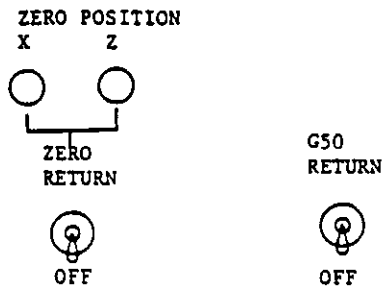 ZERO POSITION
X Z
ZERO
RETURN
G50
RETURN
OFF
OFF